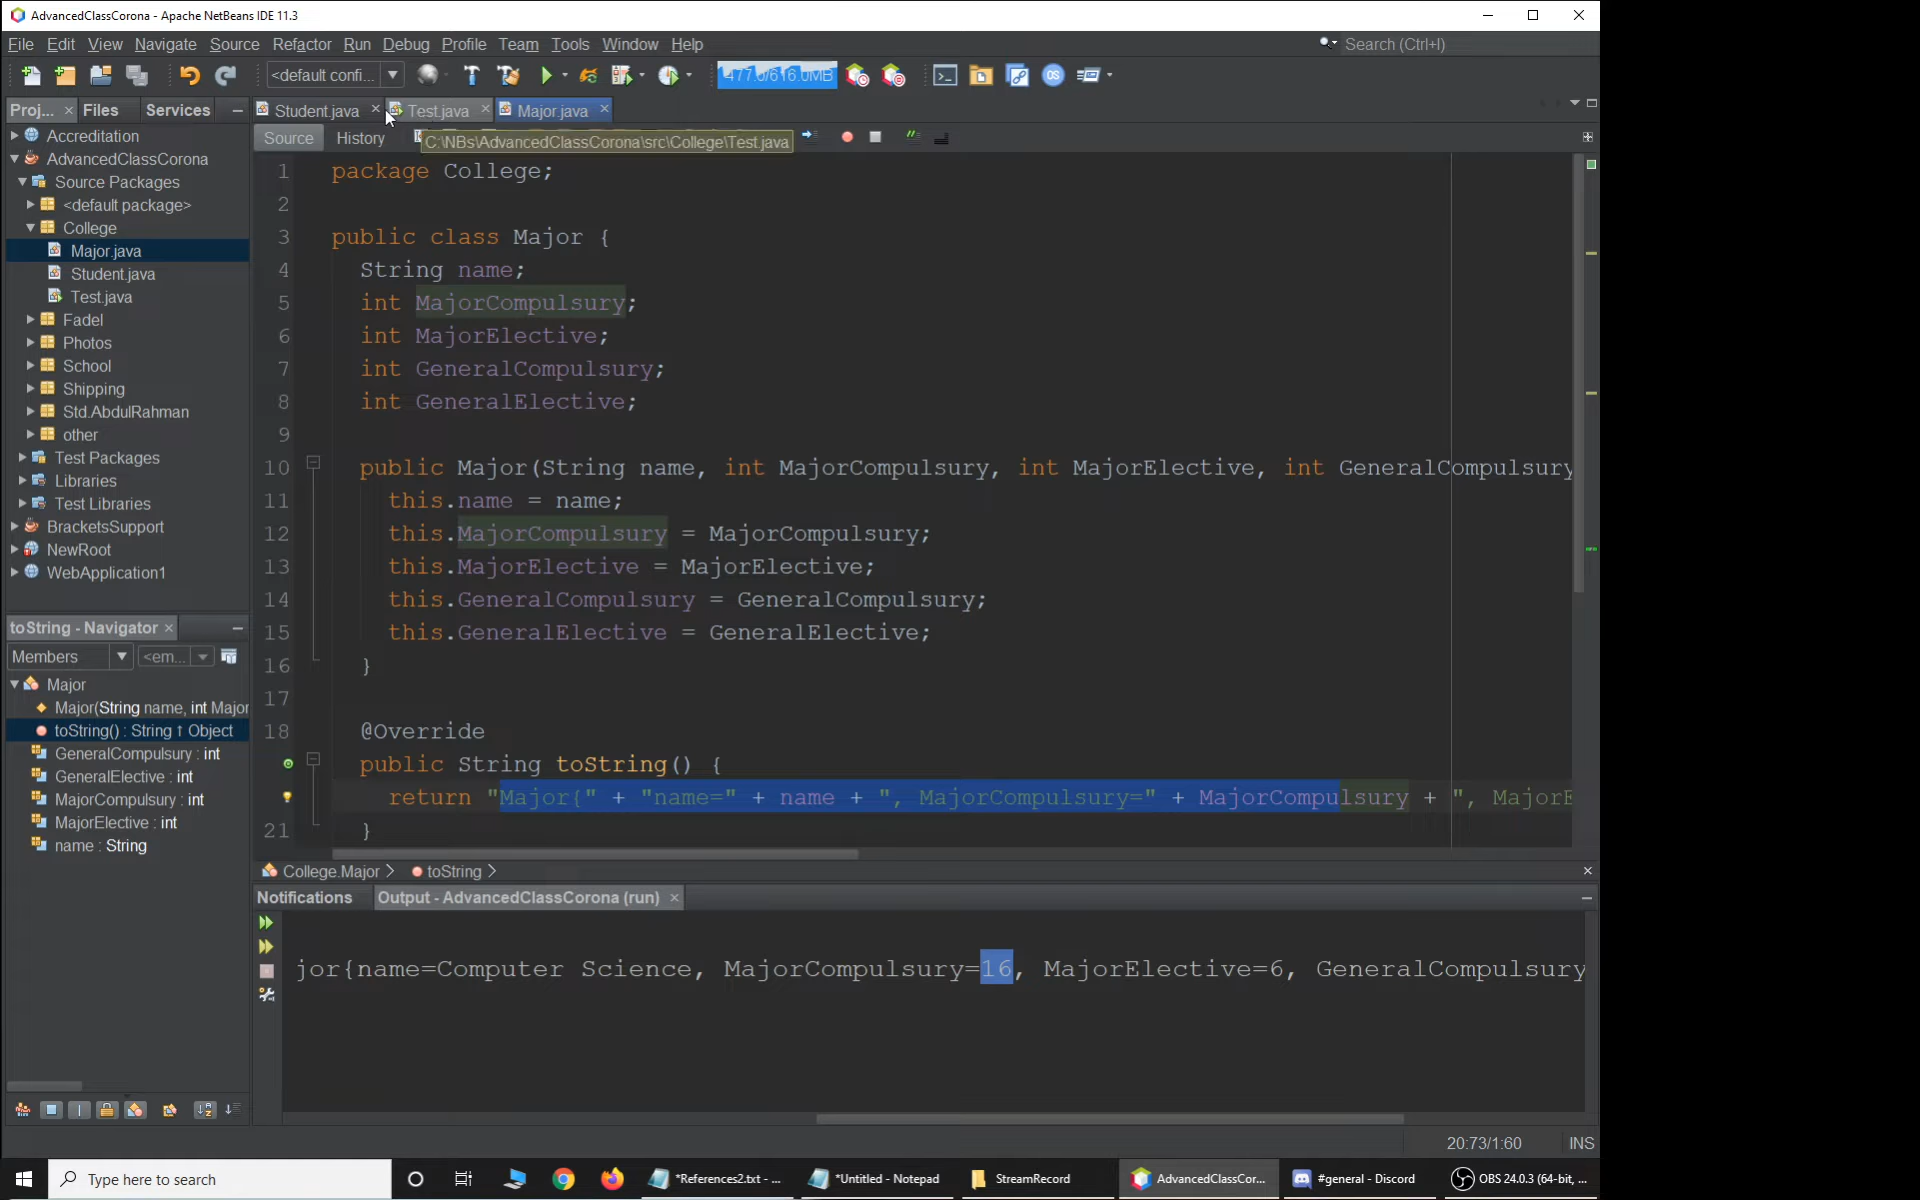 AdvancedClassCorona - Apache NetBeans IDE 11.3
File Edit View Navigate Source Refactor Run Debug Profile Team Tools Window Help
Search (Ctrl+I)
<default confi...
477.0/616.0MB
Proj... × Files Services
Student.java × Test.java × Major.java ×
Source History
C:\NBs\AdvancedClassCorona\src\College\Test.java
Accreditation
AdvancedClassCorona
Source Packages
<default package>
College
Major.java
Student.java
Test.java
Fadel
Photos
School
Shipping
Std.AbdulRahman
other
Test Packages
Libraries
Test Libraries
BracketsSupport
NewRoot
WebApplication1
toString - Navigator ×
Members <em...
Major
Major(String name, int Major
toString() : String ↑ Object
GeneralCompulsury : int
GeneralElective : int
MajorCompulsury : int
MajorElective : int
name : String
1 package College;
2
3 public class Major {
4 String name;
5 int MajorCompulsury;
6 int MajorElective;
7 int GeneralCompulsury;
8 int GeneralElective;
9
10 public Major(String name, int MajorCompulsury, int MajorElective, int GeneralCompulsury
11 this.name = name;
12 this.MajorCompulsury = MajorCompulsury;
13 this.MajorElective = MajorElective;
14 this.GeneralCompulsury = GeneralCompulsury;
15 this.GeneralElective = GeneralElective;
16 }
17
18 @Override
public String toString() {
return "Major{" + "name=" + name + ", MajorCompulsury=" + MajorCompulsury + ", MajorE
21 }
College.Major > toString >
Notifications Output - AdvancedClassCorona (run) ×
jor{name=Computer Science, MajorCompulsury=16, MajorElective=6, GeneralCompulsury
20:73/1:60 INS
Type here to search
*References2.txt - ...
*Untitled - Notepad
StreamRecord
AdvancedClassCor...
#general - Discord
OBS 24.0.3 (64-bit, ...